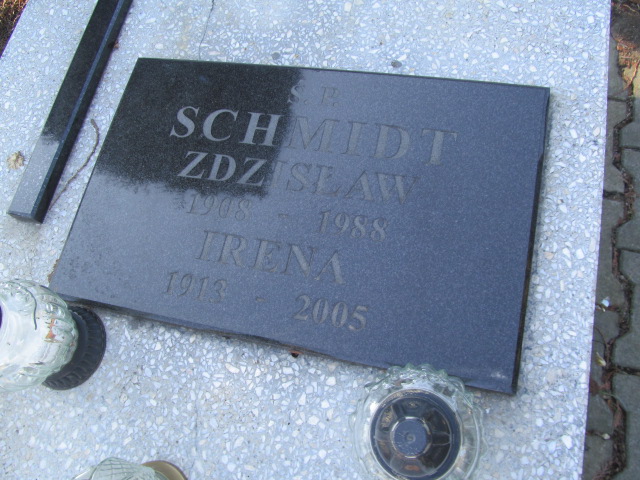 Ś P
SCHMIDT
ZDZISŁAW
1908 - 1988
IRENA
1913 - 2005